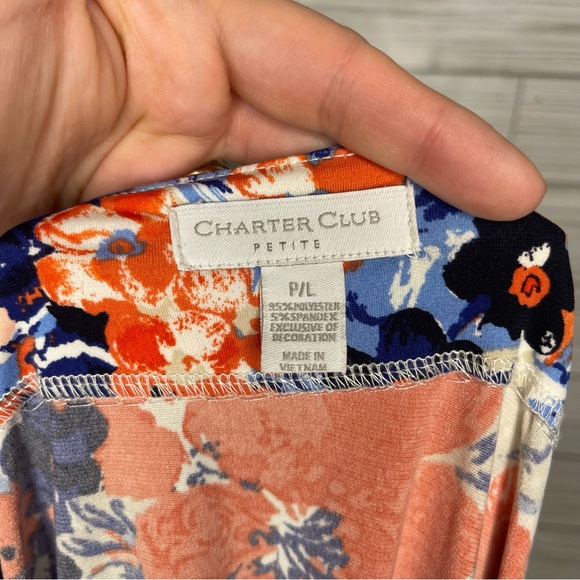 CHARTER CLUB
PETITE
P/L
95% POLYESTER
5% SPANDEX
EXCLUSIVE OF
DECORATION
MADE IN
VIETNAM